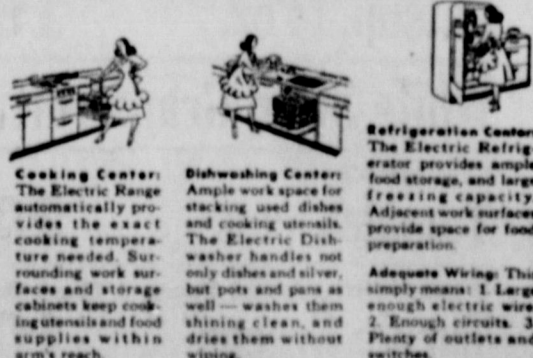 Cooking Center:
The Electric Range
automatically pro-
vides the exact
cooking tempera-
ture needed. Sur-
rounding work sur-
faces and storage
cabinets keep cook-
ing utensils and food
supplies within
arm's reach.
Dishwashing Center:
Ample work space for
stacking used dishes
and cooking utensils.
The Electric Dish-
washer handles not
only dishes and silver,
but pots and pans as
well — washes them
shining clean, and
dries them without
wiping.
Refrigeration Center:
The Electric Refrig-
erator provides ample
food storage, and large
freezing capacity.
Adjacent work surfaces
provide space for food
preparation.
Adequate Wiring: This
simply means: 1. Large
enough electric wire
2. Enough circuits. 3.
Plenty of outlets and
switches.